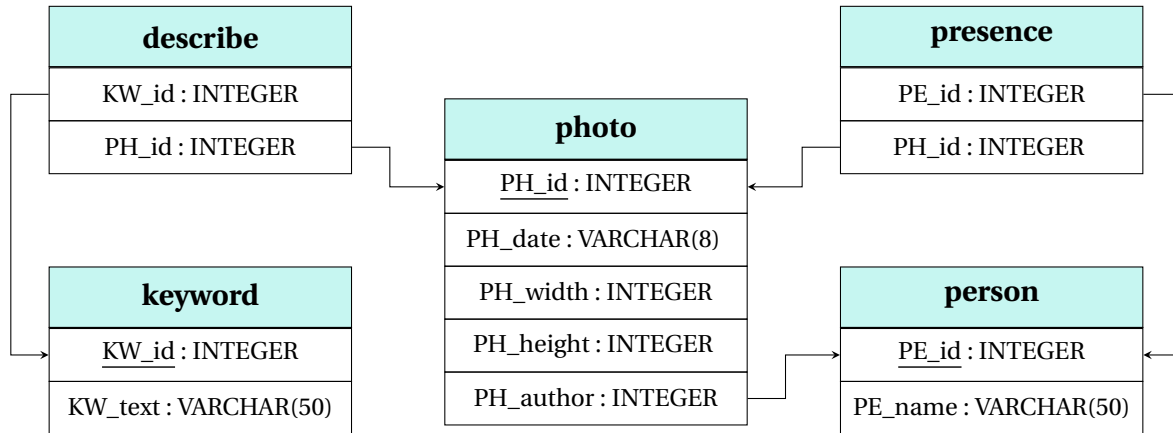 describe
KW_id : INTEGER
PH_id : INTEGER
keyword
KW_id : INTEGER
KW_text : VARCHAR(50)
photo
PH_id : INTEGER
PH_date : VARCHAR(8)
PH_width : INTEGER
PH_height : INTEGER
PH_author : INTEGER
presence
PE_id : INTEGER
PH_id : INTEGER
person
PE_id : INTEGER
PE_name : VARCHAR(50)